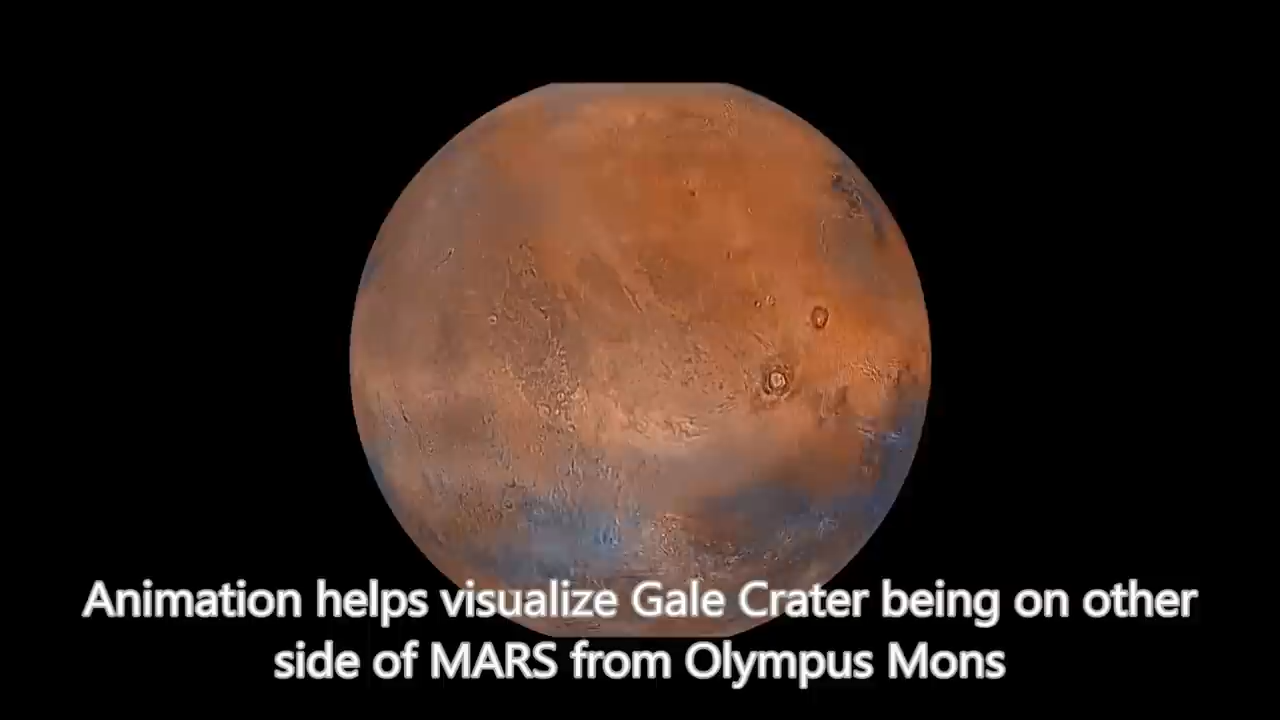 Animation helps visualize Gale Crater being on other
side of MARS from Olympus Mons